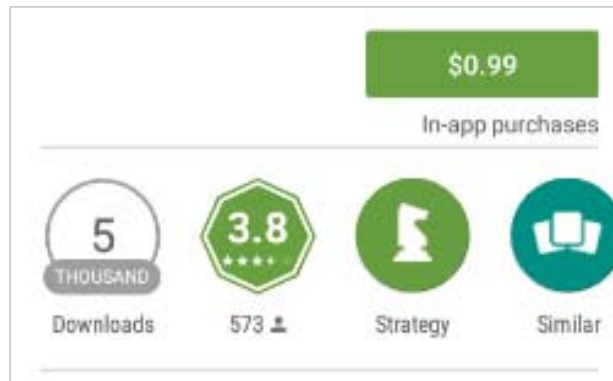 $0.99
In-app purchases
5
THOUSAND
Downloads
3.8
573
Strategy
Similar